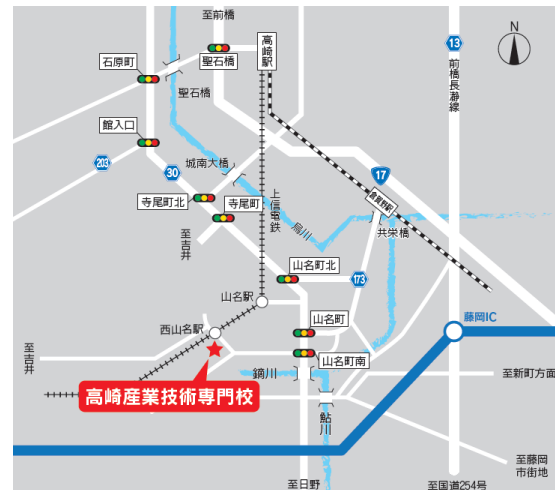 至前橋
N
高崎駅
聖石橋
13
石原町
前橋長瀞線
聖石橋
館入口
城南大橋
203
30
17
倉賀野駅
寺尾町北
寺尾町
上信電鉄
烏川
共栄橋
至吉井
山名町北
173
山名駅
山名町
藤岡IC
西山名駅
至吉井
山名町南
鏑川
至新町方面
高崎産業技術専門校
鮎川
至藤岡
市街地
至日野
至国道254号